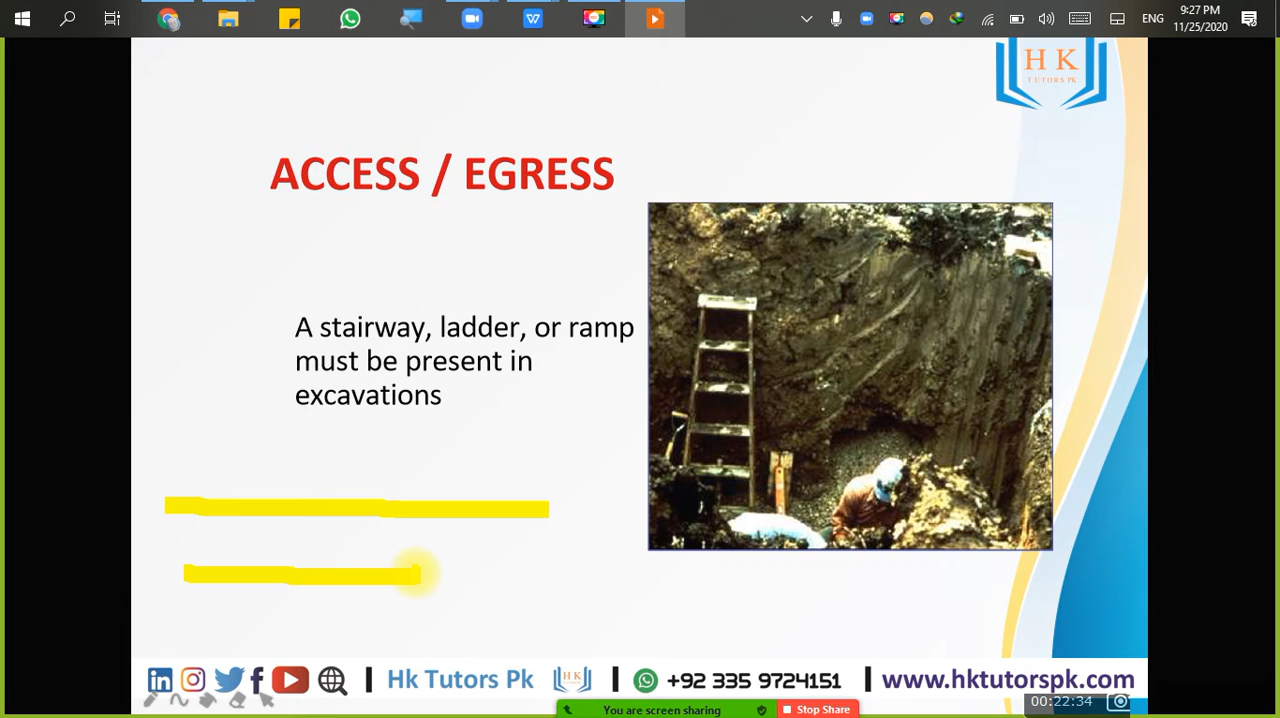 9:27 PM
ENG
11/25/2020
W
H K
TUTORS PK
ACCESS / EGRESS
A stairway, ladder, or ramp
must be present in
excavations
in
f
| Hk Tutors Pk
H K
| +92 335 9724151
| www.hktutorspk.com
00:22:34
You are screen sharing
Stop Share